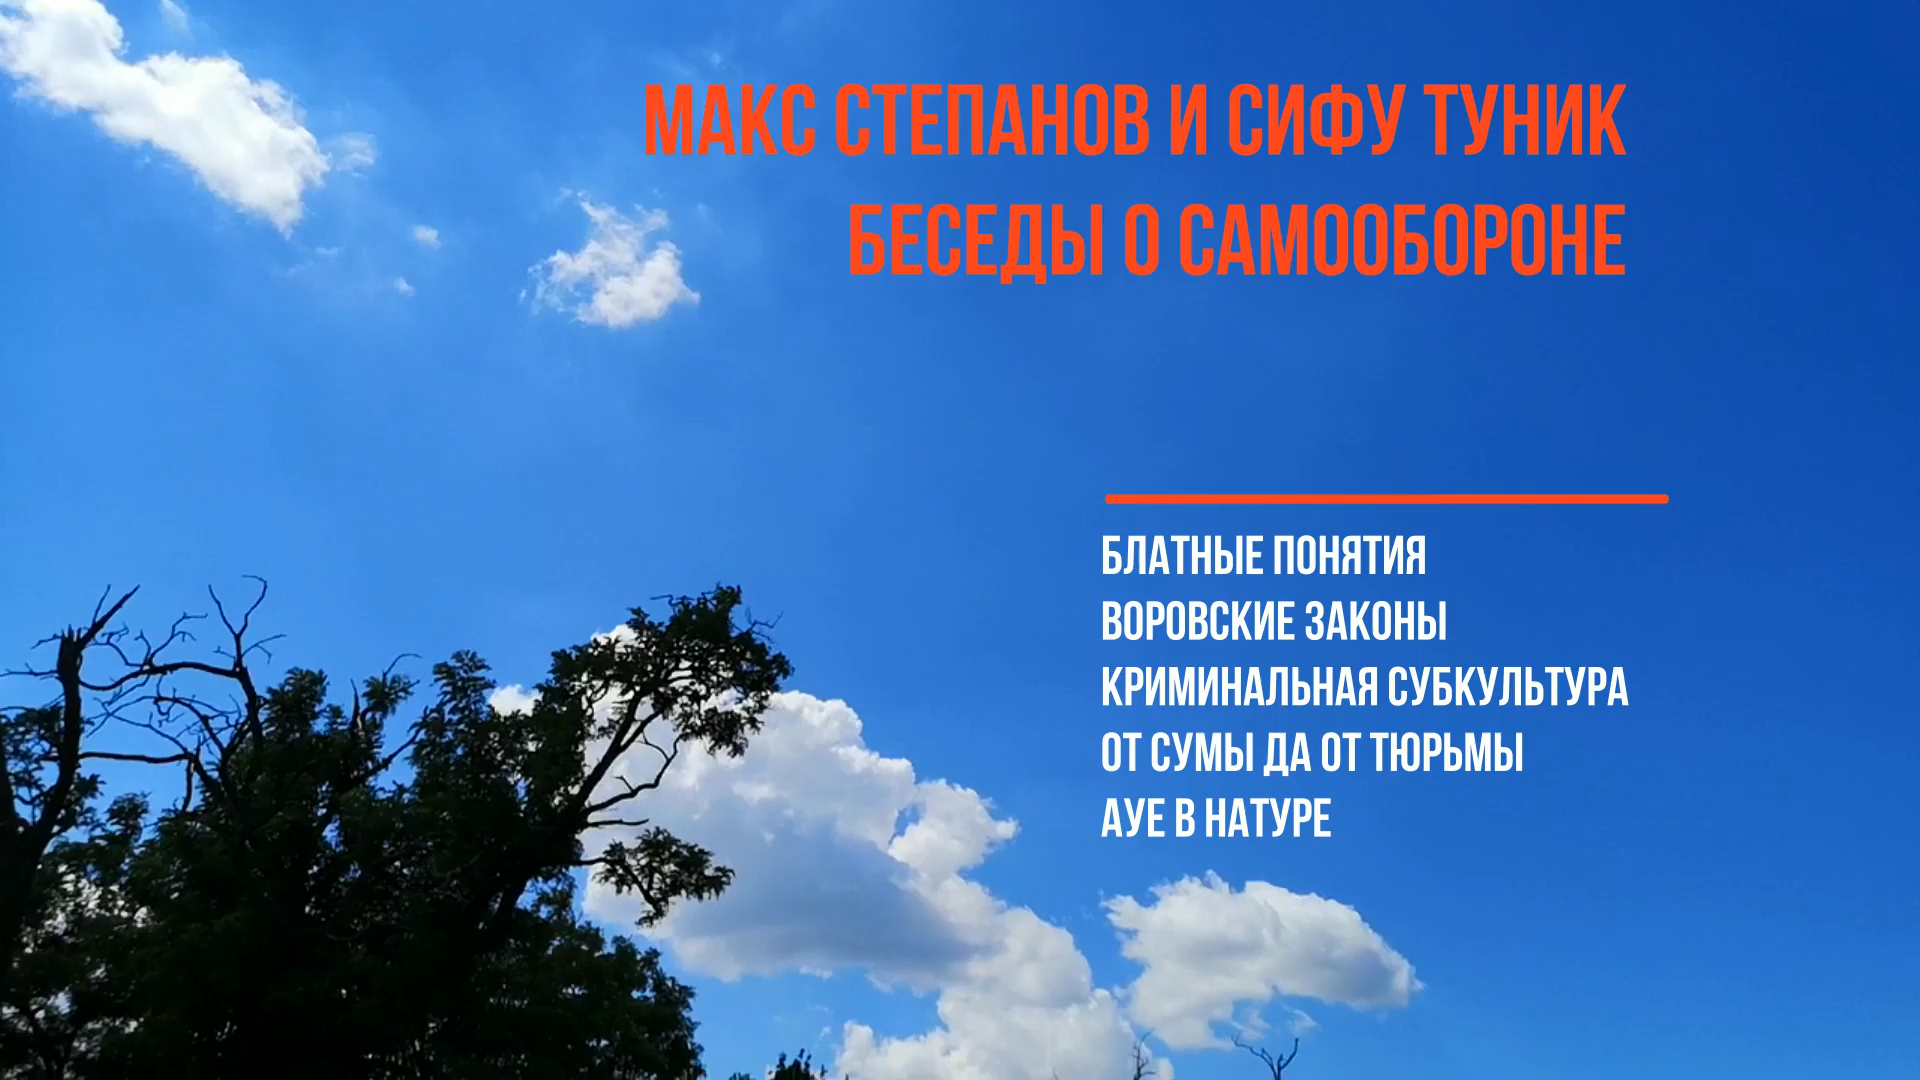 МАКС СТЕПАНОВ И СИФУ ТУНИК
БЕСЕДЫ О САМООБОРОНЕ
БЛАТНЫЕ ПОНЯТИЯ
ВОРОВСКИЕ ЗАКОНЫ
КРИМИНАЛЬНАЯ СУБКУЛЬТУРА
ОТ СУМЫ ДА ОТ ТЮРЬМЫ
АУЕ В НАТУРЕ